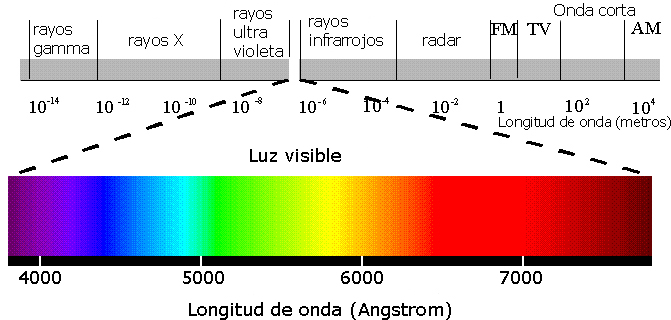 Onda corta
rayos gamma
rayos X
rayos ultra violeta
rayos infrarrojos
radar
FM
TV
AM
10⁻¹⁴ 10⁻¹² 10⁻¹⁰ 10⁻⁸ 10⁻⁶ 10⁻⁴ 10⁻² 1 10² 10⁴
Longitud de onda (metros)
Luz visible
4000 5000 6000 7000
Longitud de onda (Angstrom)